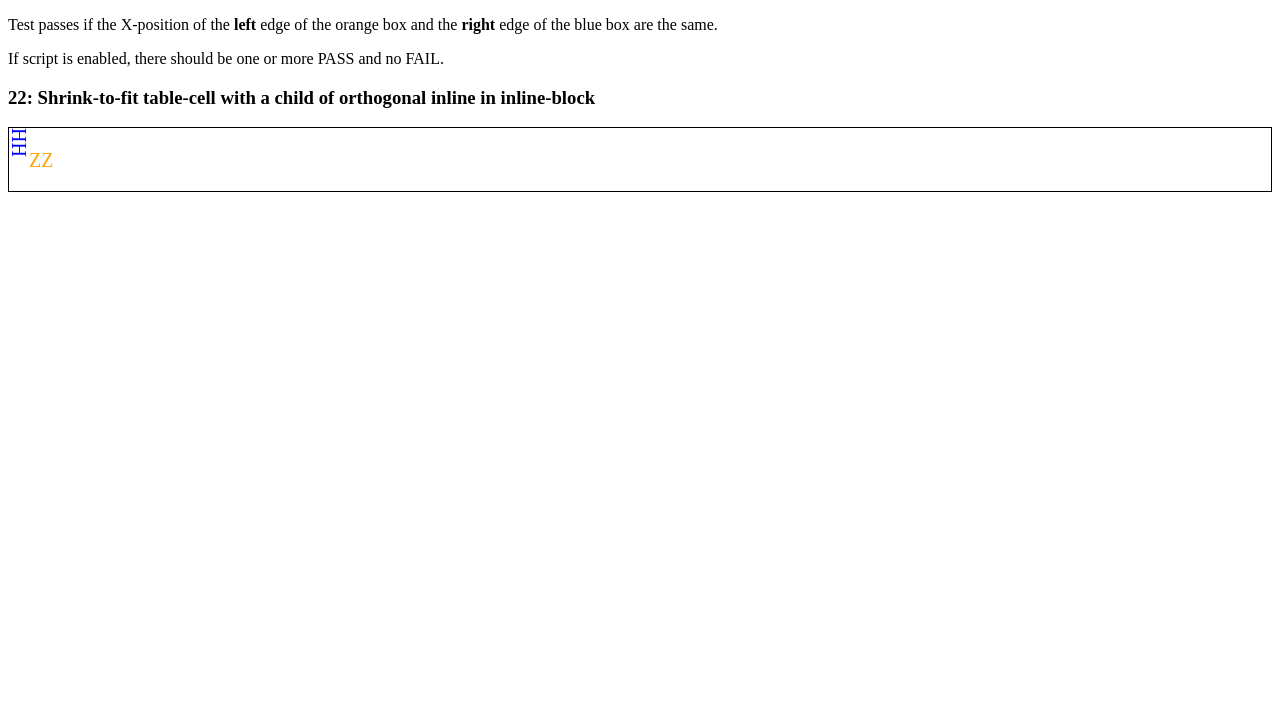 Test passes if the X-position of the left edge of the orange box and the right edge of the blue box are the same.
If script is enabled, there should be one or more PASS and no FAIL.
22: Shrink-to-fit table-cell with a child of orthogonal inline in inline-block
HH
ZZ